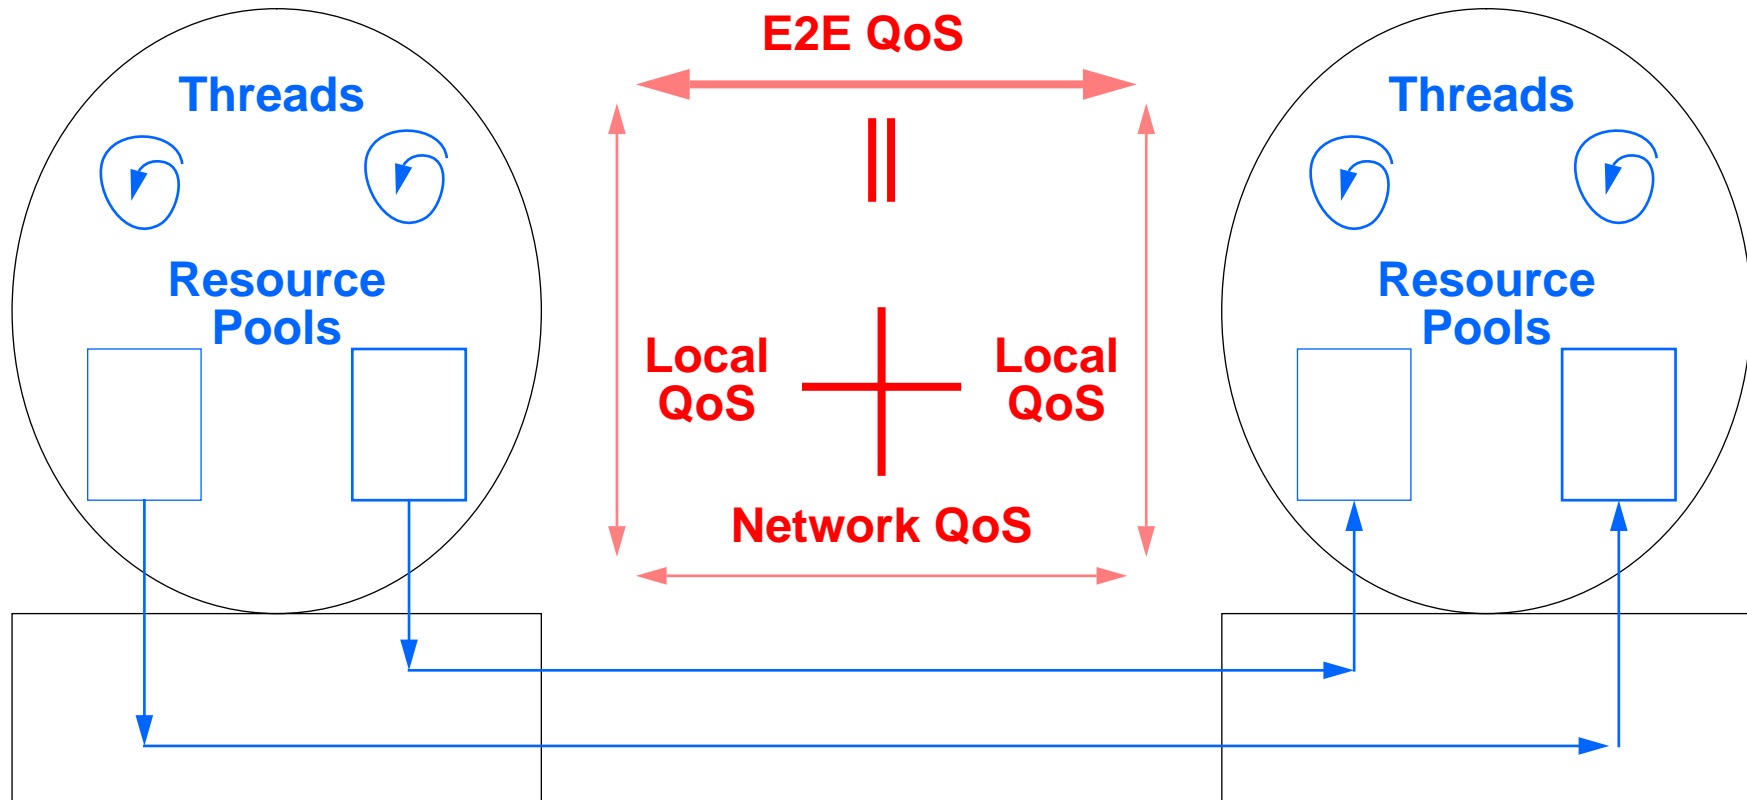 E2E QoS
Threads
Threads
Resource
Pools
Resource
Pools
Local
QoS
Local
QoS
Network QoS